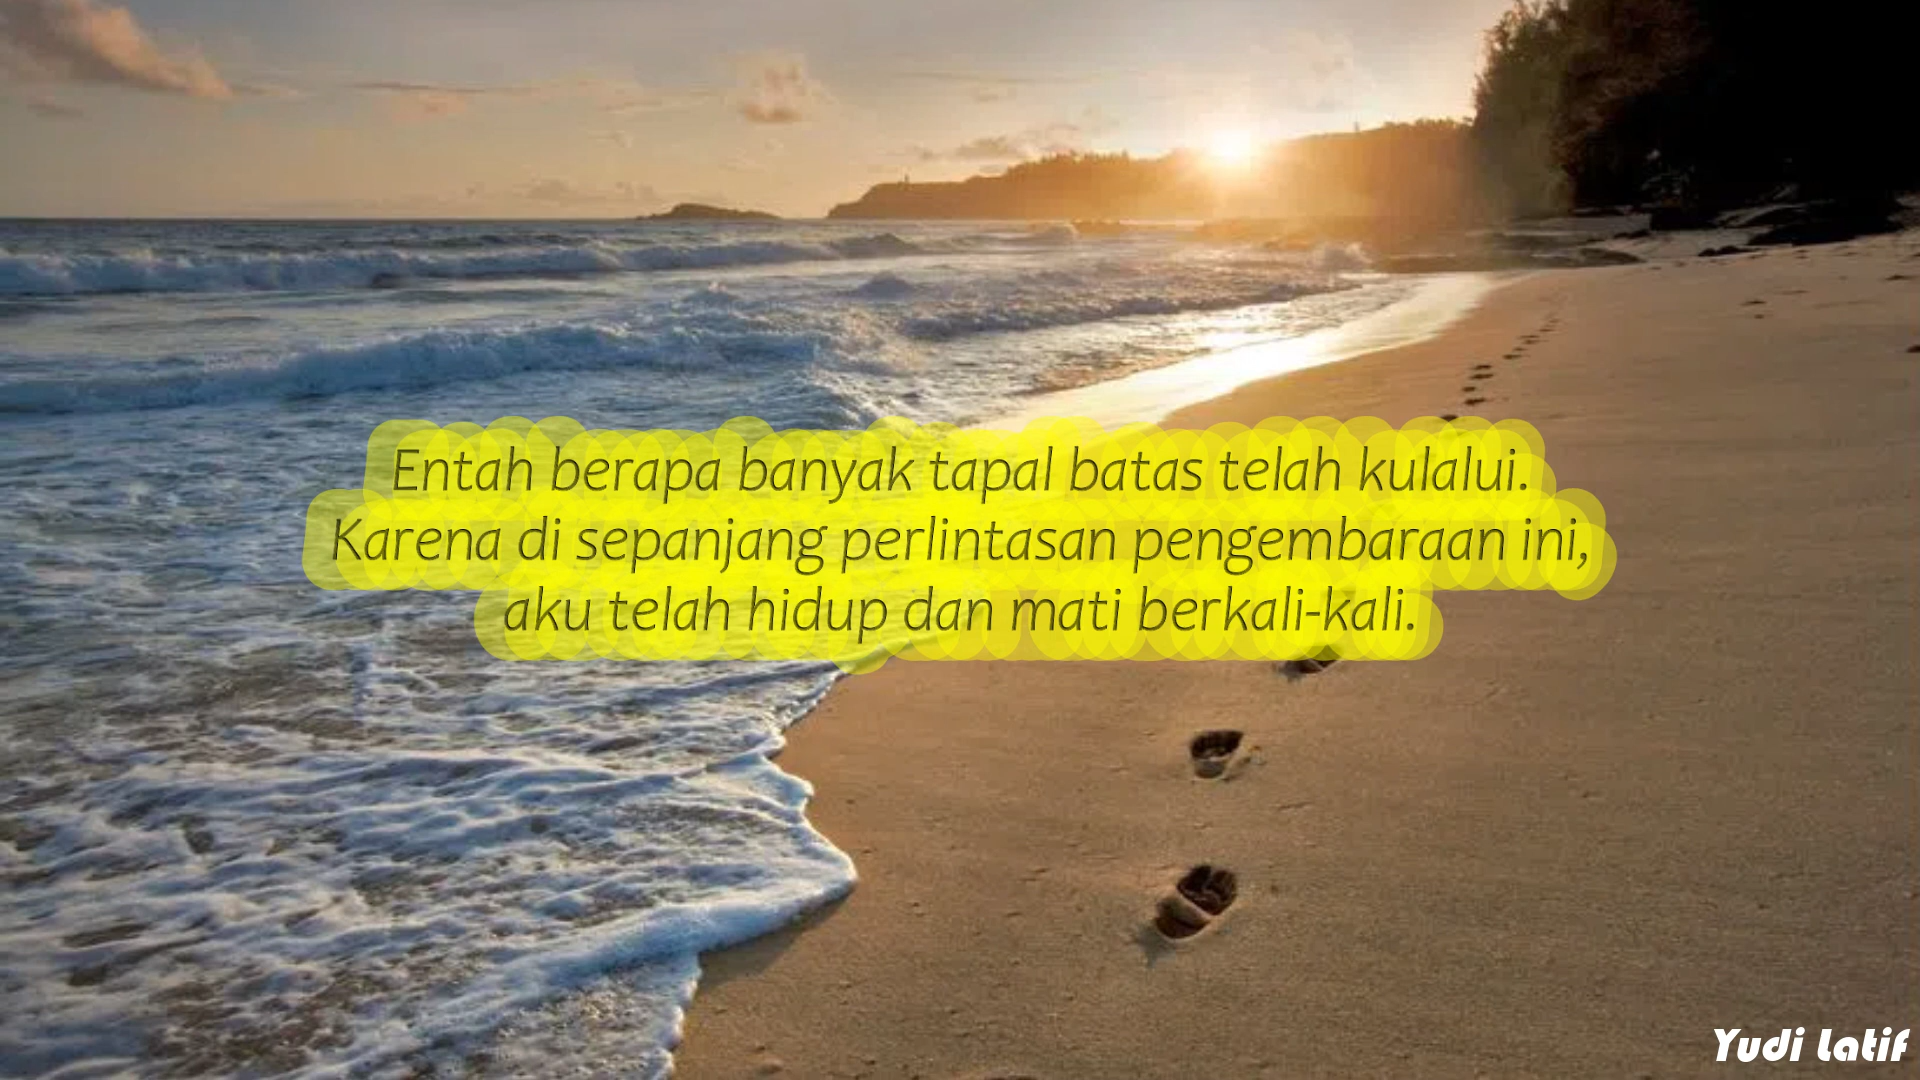 Entah berapa banyak tapal batas telah kulalui.
Karena di sepanjang perlintasan pengembaraan ini,
aku telah hidup dan mati berkali-kali.
Yudi Latif